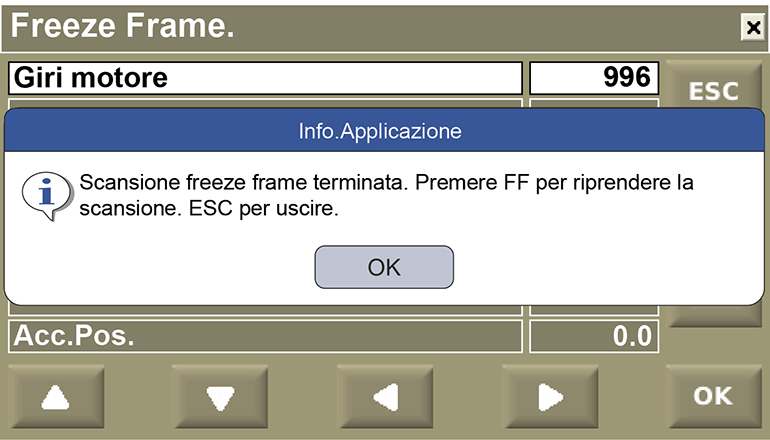 Freeze Frame.
Giri motore 996
ESC
Info.Applicazione
Scansione freeze frame terminata. Premere FF per riprendere la
scansione. ESC per uscire.
OK
Acc.Pos. 0.0
OK